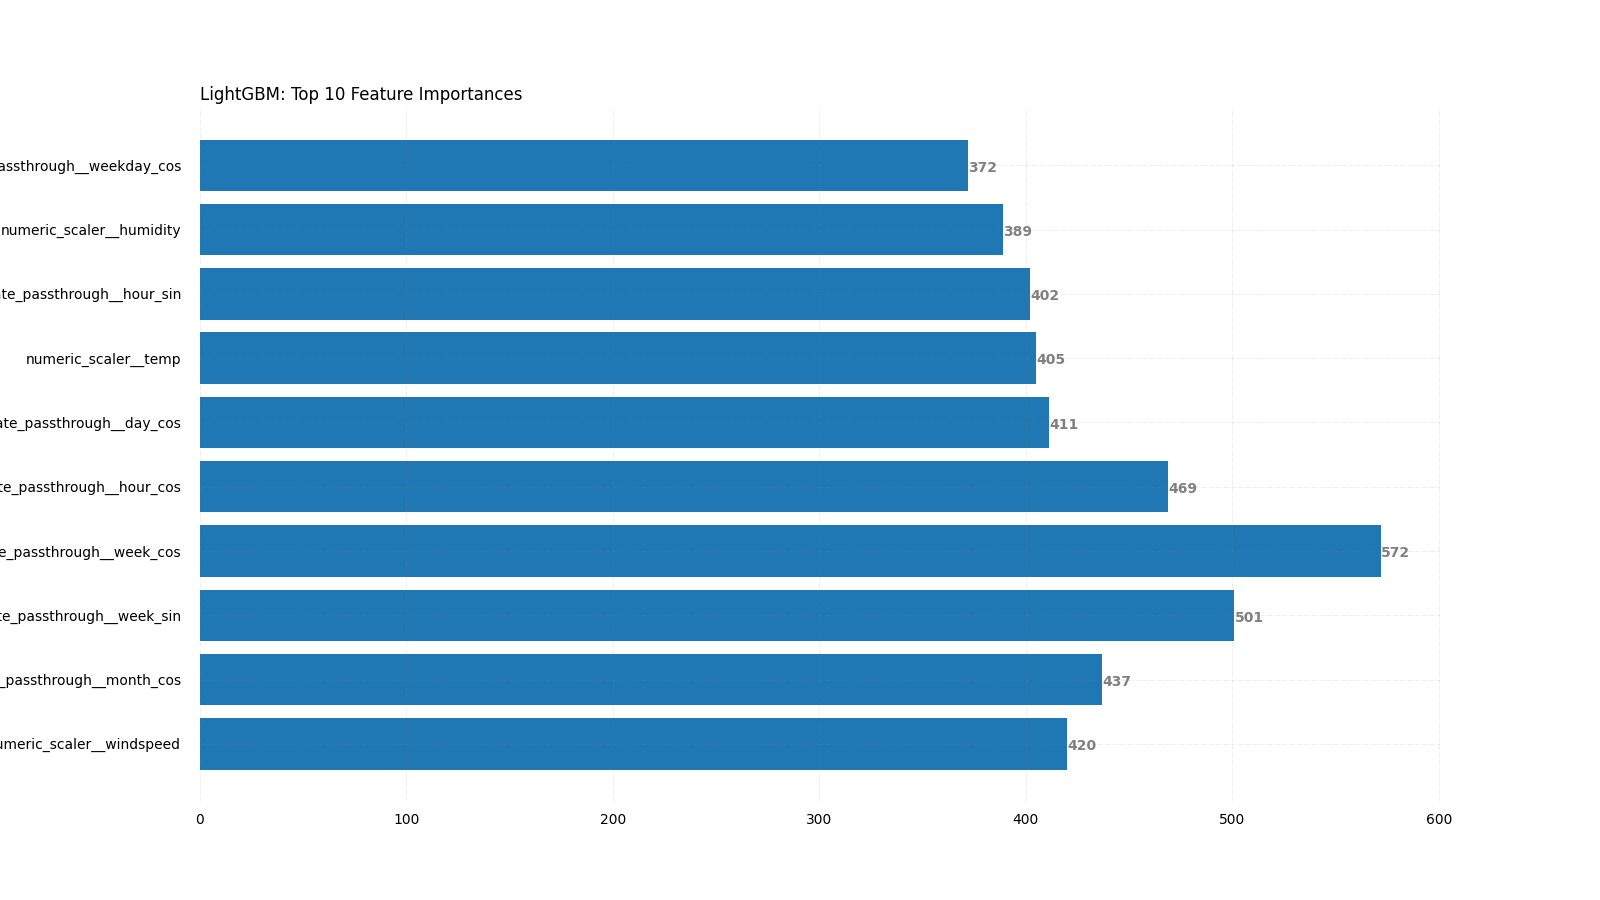 LightGBM: Top 10 Feature Importances
assthrough__weekday_cos 372
numeric_scaler__humidity 389
te_passthrough__hour_sin 402
numeric_scaler__temp 405
ate_passthrough__day_cos 411
te_passthrough__hour_cos 469
e_passthrough__week_cos 572
te_passthrough__week_sin 501
_passthrough__month_cos 437
umeric_scaler__windspeed 420
0 100 200 300 400 500 600